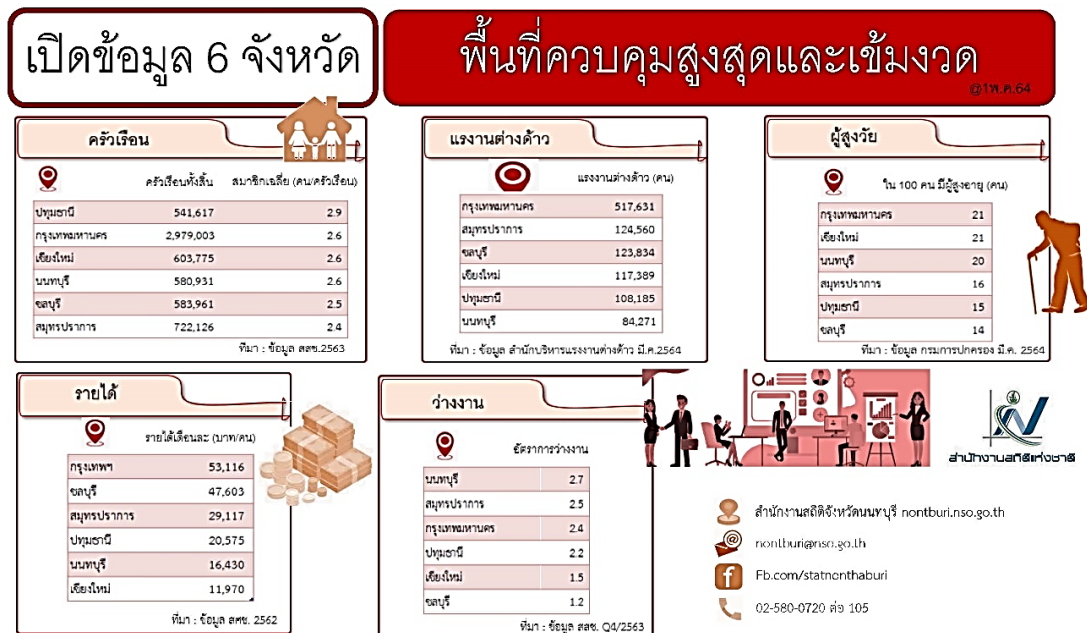 เปิดข้อมูล 6 จังหวัด
พื้นที่ควบคุมสูงสุดและเข้มงวด
@1พ.ค.64
ครัวเรือน
ครัวเรือนทั้งสิ้น สมาชิกเฉลี่ย (คน/ครัวเรือน)
ปทุมธานี 541,617 2.9
กรุงเทพมหานคร 2,979,003 2.6
เชียงใหม่ 603,775 2.6
นนทบุรี 580,931 2.6
ชลบุรี 583,961 2.5
สมุทรปราการ 722,126 2.4
ที่มา : ข้อมูล สสช.2563
แรงงานต่างด้าว
แรงงานต่างด้าว (คน)
กรุงเทพมหานคร 517,631
สมุทรปราการ 124,560
ชลบุรี 123,834
เชียงใหม่ 117,389
ปทุมธานี 108,185
นนทบุรี 84,271
ที่มา : ข้อมูล สำนักบริหารแรงงานต่างด้าว มี.ค.2564
ผู้สูงวัย
ใน 100 คน มีผู้สูงอายุ (คน)
กรุงเทพมหานคร 21
เชียงใหม่ 21
นนทบุรี 20
สมุทรปราการ 16
ปทุมธานี 15
ชลบุรี 14
ที่มา : ข้อมูล กรมการปกครอง มี.ค. 2564
รายได้
รายได้เดือนละ (บาท/คน)
กรุงเทพฯ 53,116
ชลบุรี 47,603
สมุทรปราการ 29,117
ปทุมธานี 20,575
นนทบุรี 16,430
เชียงใหม่ 11,970
ที่มา : ข้อมูล สศช. 2562
ว่างงาน
อัตราการว่างงาน
นนทบุรี 2.7
สมุทรปราการ 2.5
กรุงเทพมหานคร 2.4
ปทุมธานี 2.2
เชียงใหม่ 1.5
ชลบุรี 1.2
ที่มา : ข้อมูล สสช. Q4/2563
สำนักงานสถิติแห่งชาติ
สำนักงานสถิติจังหวัดนนทบุรี nontburi.nso.go.th
nontburi@nso.go.th
Fb.com/statnonthaburi
02-580-0720 ต่อ 105